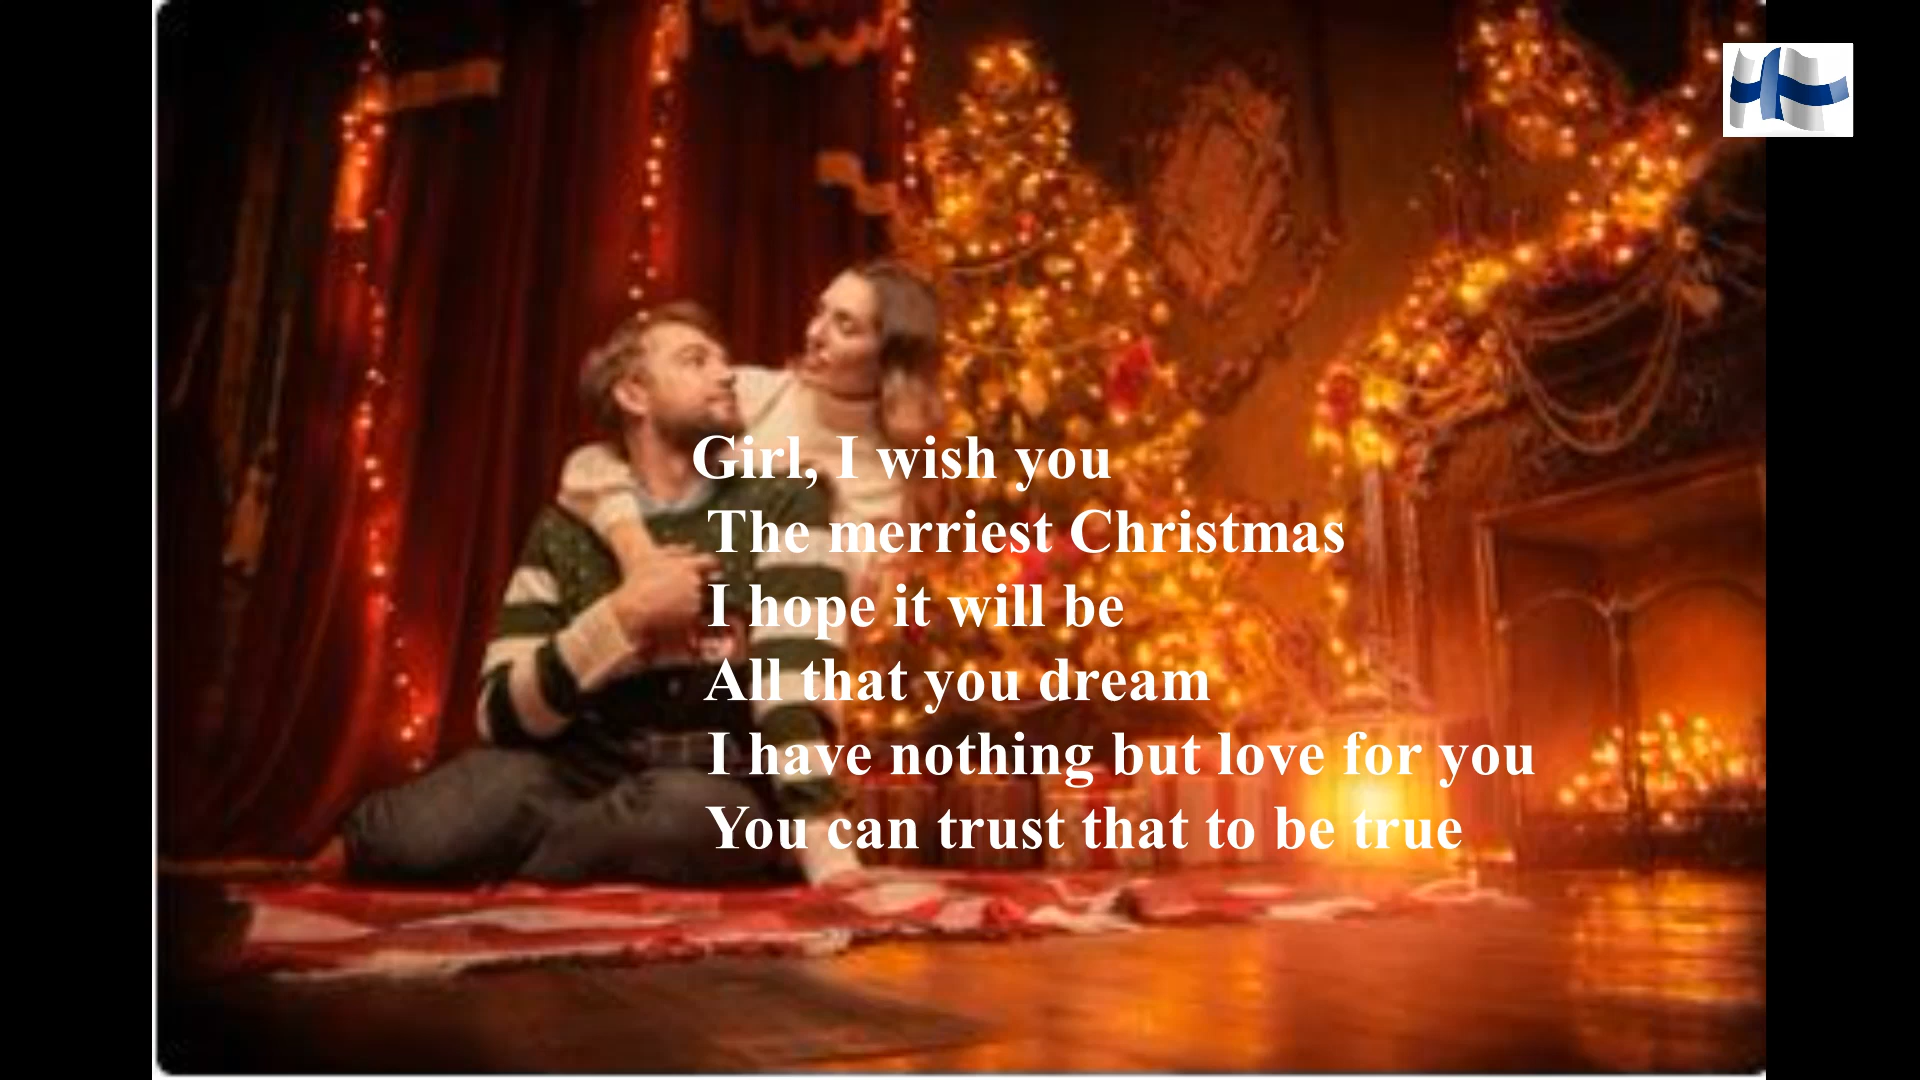 Girl, I wish you
The merriest Christmas
I hope it will be
All that you dream
I have nothing but love for you
You can trust that to be true